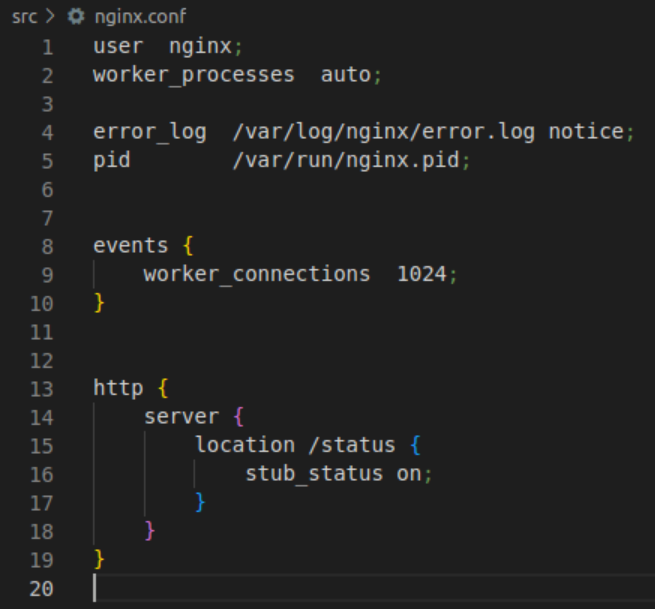 src > nginx.conf
1 user  nginx;
2 worker_processes  auto;
3
4 error_log  /var/log/nginx/error.log notice;
5 pid        /var/run/nginx.pid;
6
7
8 events {
9     worker_connections  1024;
10 }
11
12
13 http {
14     server {
15         location /status {
16             stub_status on;
17         }
18     }
19 }
20